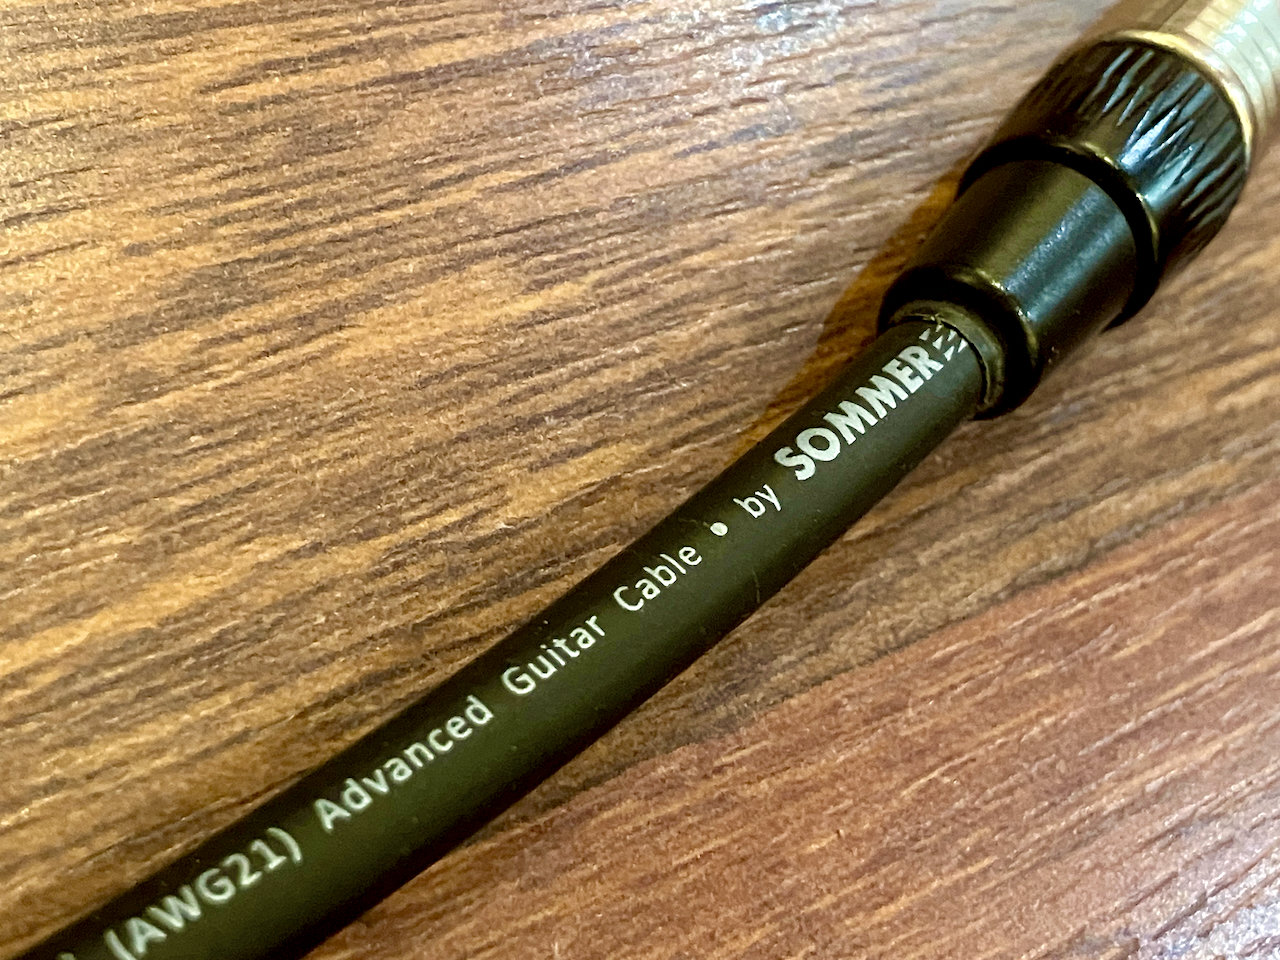 (AWG21) Advanced Guitar Cable • by SOMMER